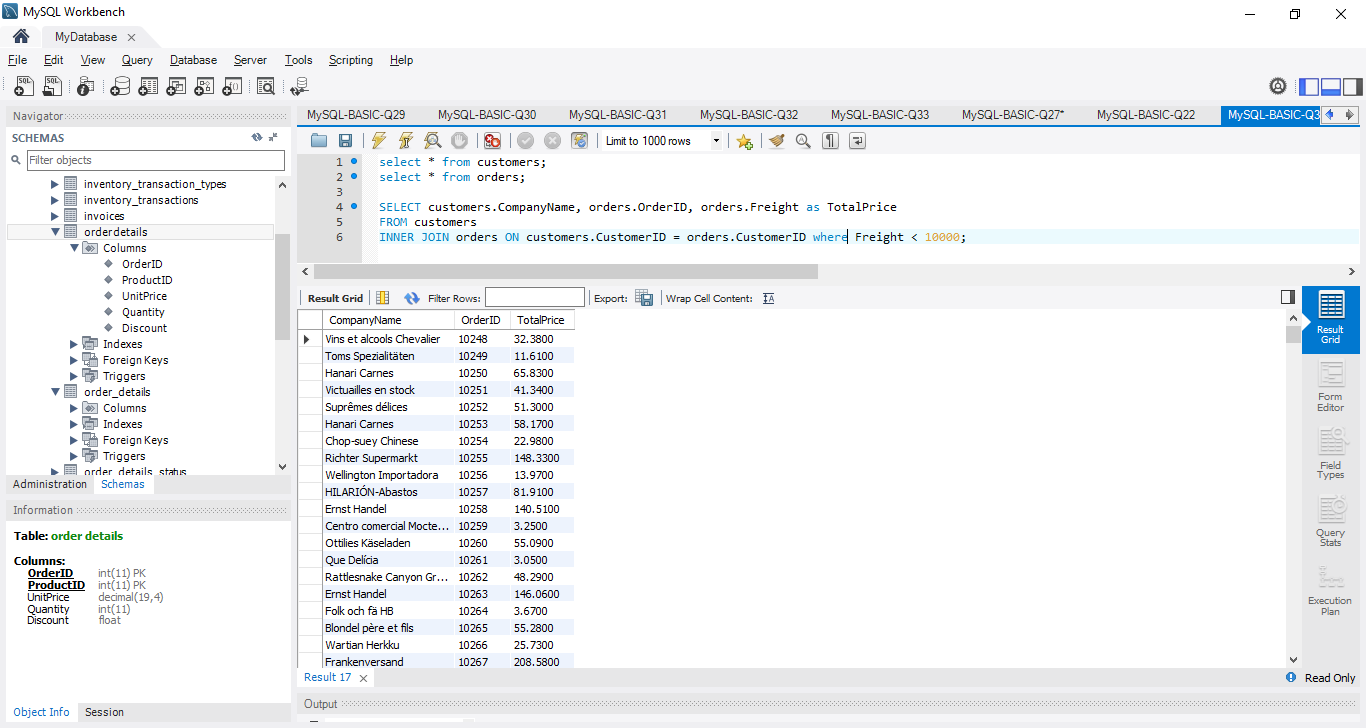 MySQL Workbench
MyDatabase
File Edit View Query Database Server Tools Scripting Help
Navigator
SCHEMAS
Filter objects
inventory_transaction_types
inventory_transactions
invoices
orderdetails
Columns
OrderID
ProductID
UnitPrice
Quantity
Discount
Indexes
Foreign Keys
Triggers
order_details
Columns
Indexes
Foreign Keys
Triggers
order_details_status
Administration Schemas
Information
Table: order details
Columns:
OrderID int(11) PK
ProductID int(11) PK
UnitPrice decimal(19,4)
Quantity int(11)
Discount float
Object Info Session
MySQL-BASIC-Q29 MySQL-BASIC-Q30 MySQL-BASIC-Q31 MySQL-BASIC-Q32 MySQL-BASIC-Q33 MySQL-BASIC-Q27* MySQL-BASIC-Q22 MySQL-BASIC-Q3
Limit to 1000 rows
1 select * from customers;
2 select * from orders;
3
4 SELECT customers.CompanyName, orders.OrderID, orders.Freight as TotalPrice
5 FROM customers
6 INNER JOIN orders ON customers.CustomerID = orders.CustomerID where Freight < 10000;
Result Grid Filter Rows: Export: Wrap Cell Content:
CompanyName OrderID TotalPrice
Vins et alcools Chevalier 10248 32.3800
Toms Spezialitäten 10249 11.6100
Hanari Carnes 10250 65.8300
Victuailles en stock 10251 41.3400
Suprêmes délices 10252 51.3000
Hanari Carnes 10253 58.1700
Chop-suey Chinese 10254 22.9800
Richter Supermarkt 10255 148.3300
Wellington Importadora 10256 13.9700
HILARIÓN-Abastos 10257 81.9100
Ernst Handel 10258 140.5100
Centro comercial Mocte... 10259 3.2500
Ottilies Käseladen 10260 55.0900
Que Delícia 10261 3.0500
Rattlesnake Canyon Gr... 10262 48.2900
Ernst Handel 10263 146.0600
Folk och fä HB 10264 3.6700
Blondel père et fils 10265 55.2800
Wartian Herkku 10266 25.7300
Frankenversand 10267 208.5800
Result 17
Output
Result
Grid
Form
Editor
Field
Types
Query
Stats
Execution
Plan
Read Only